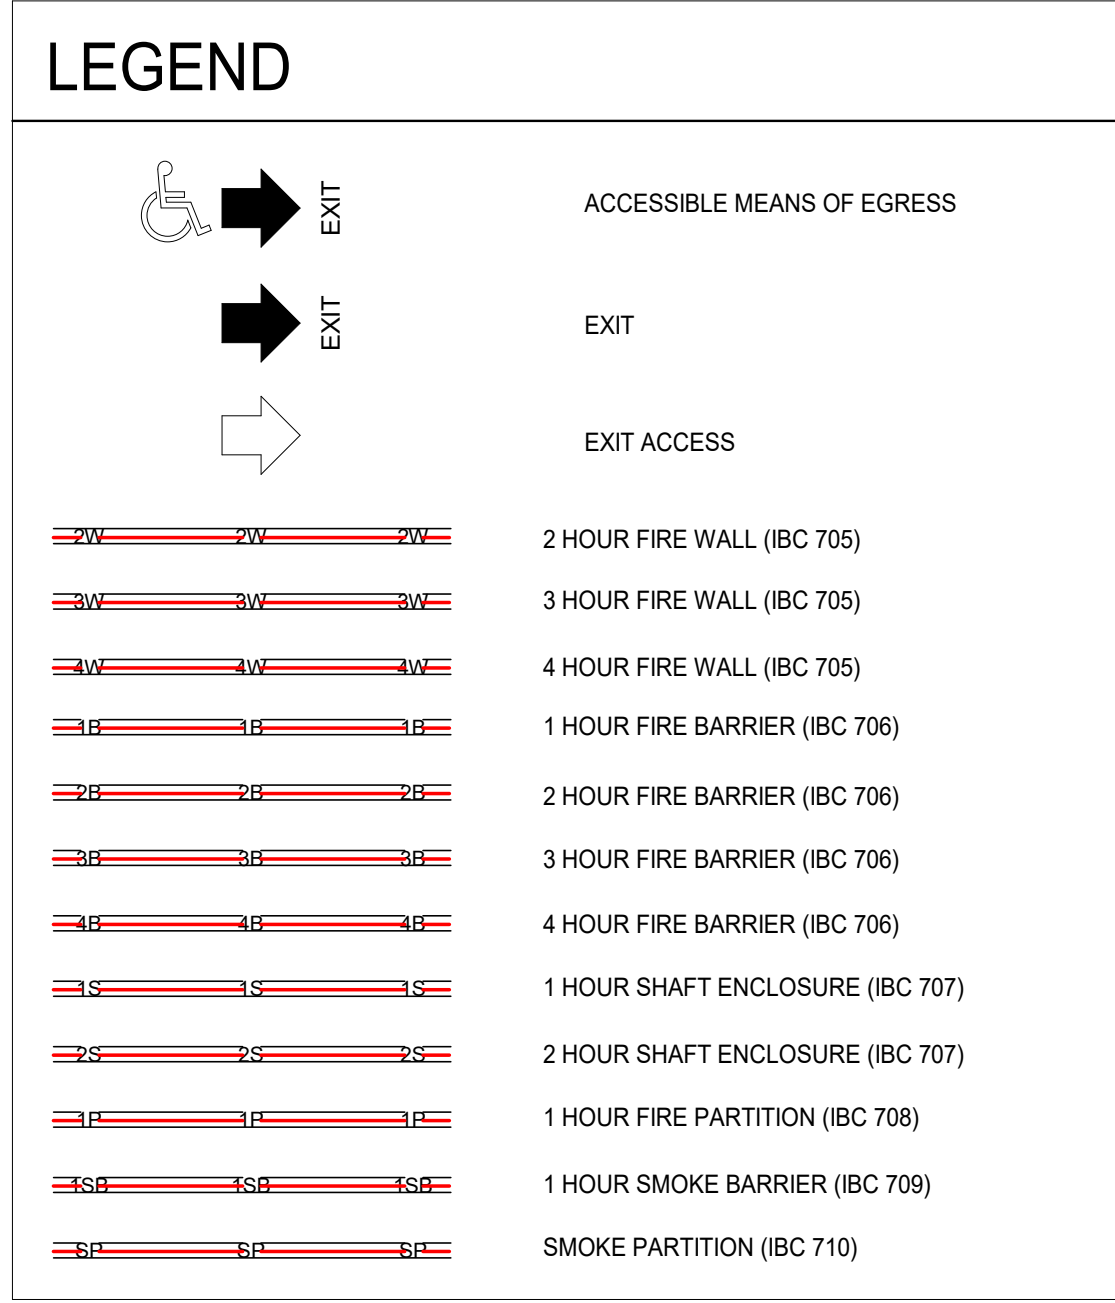 LEGEND
EXIT ACCESSIBLE MEANS OF EGRESS
EXIT EXIT
EXIT ACCESS
2W 2W 2W 2 HOUR FIRE WALL (IBC 705)
3W 3W 3W 3 HOUR FIRE WALL (IBC 705)
4W 4W 4W 4 HOUR FIRE WALL (IBC 705)
1B 1B 1B 1 HOUR FIRE BARRIER (IBC 706)
2B 2B 2B 2 HOUR FIRE BARRIER (IBC 706)
3B 3B 3B 3 HOUR FIRE BARRIER (IBC 706)
4B 4B 4B 4 HOUR FIRE BARRIER (IBC 706)
1S 1S 1S 1 HOUR SHAFT ENCLOSURE (IBC 707)
2S 2S 2S 2 HOUR SHAFT ENCLOSURE (IBC 707)
1P 1P 1P 1 HOUR FIRE PARTITION (IBC 708)
1SB 1SB 1SB 1 HOUR SMOKE BARRIER (IBC 709)
SP SP SP SMOKE PARTITION (IBC 710)